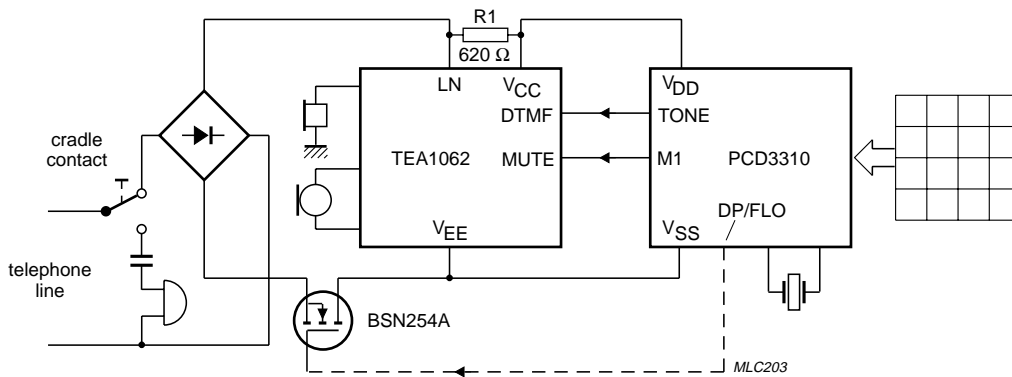 R1
620 Ω
LN
VCC
VDD
DTMF
TONE
cradle
contact
TEA1062
MUTE
M1
PCD3310
DP/FLO
VEE
VSS
telephone
line
BSN254A
MLC203